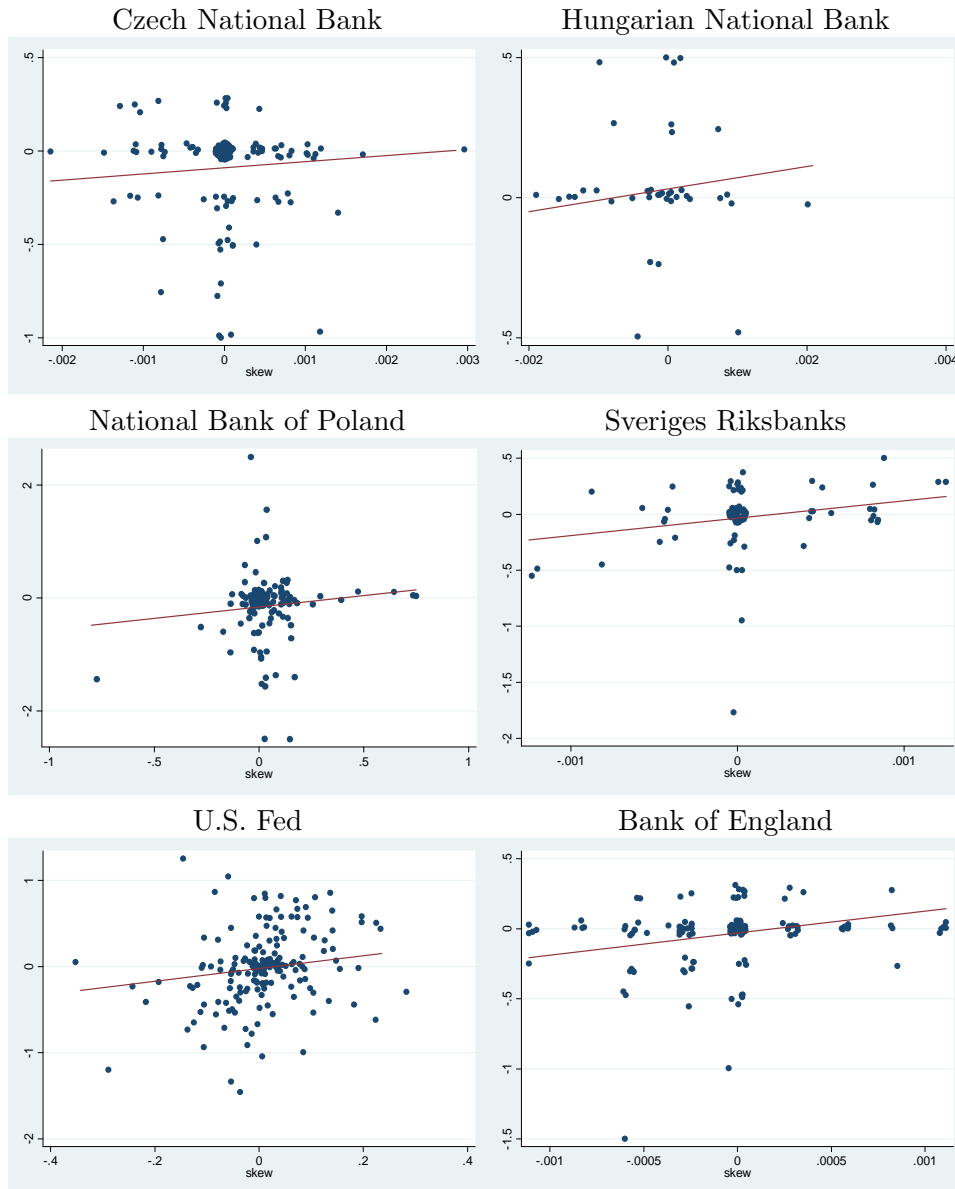 Czech National Bank
.5
0
-.5
-1
-.002 -.001 0 .001 .002 .003
skew
Hungarian National Bank
.5
0
-.5
-.002 0 .002 .004
skew
National Bank of Poland
2
0
-2
-1 -.5 0 .5 1
skew
Sveriges Riksbanks
.5
0
-.5
-1
-1.5
-2
-.001 0 .001
skew
U.S. Fed
1
0
-1
-2
-.4 -.2 0 .2 .4
skew
Bank of England
.5
0
-.5
-1
-1.5
-.001 -.0005 0 .0005 .001
skew